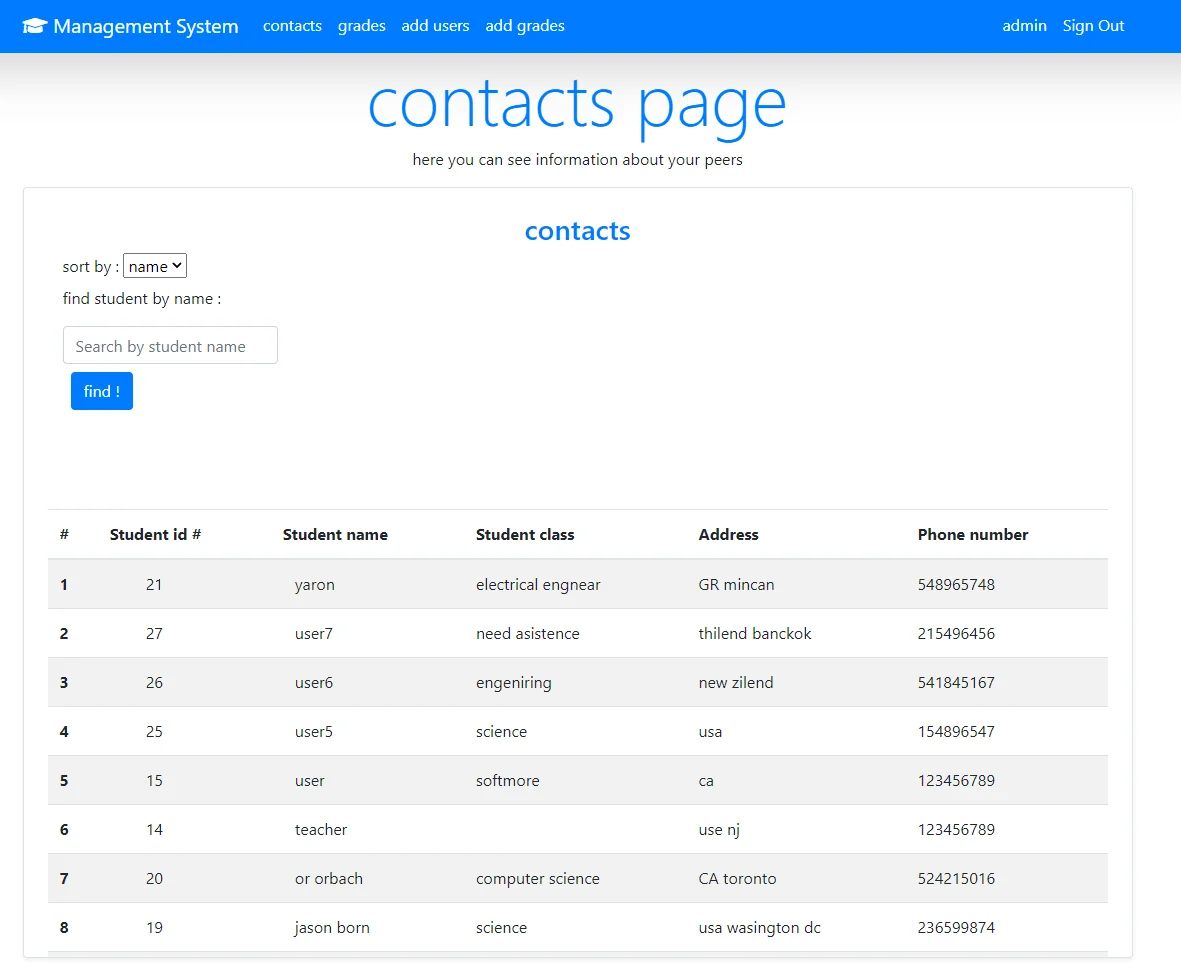 Management System contacts grades add users add grades admin Sign Out
contacts page
here you can see information about your peers
contacts
sort by : name
find student by name :
Search by student name
find !
# Student id # Student name Student class Address Phone number
1 21 yaron electrical engnear GR mincan 548965748
2 27 user7 need asistence thilend banckok 215496456
3 26 user6 engeniring new zilend 541845167
4 25 user5 science usa 154896547
5 15 user softmore ca 123456789
6 14 teacher use nj 123456789
7 20 or orbach computer science CA toronto 524215016
8 19 jason born science usa wasington dc 236599874